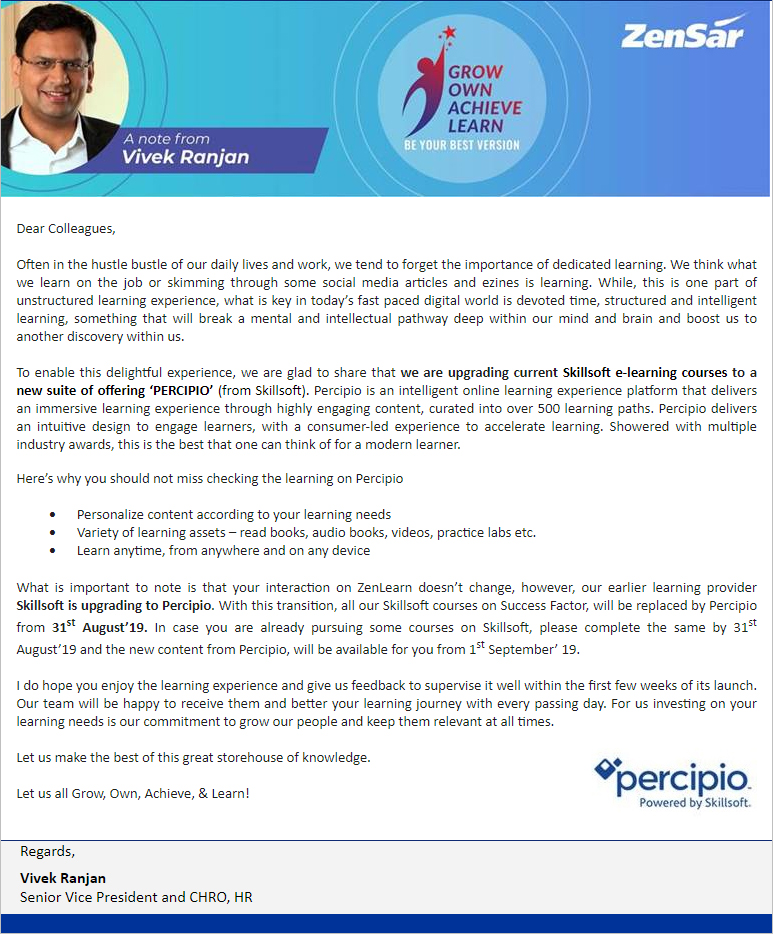 ZenSar
GROW
OWN
ACHIEVE
LEARN
BE YOUR BEST VERSION
A note from
Vivek Ranjan
Dear Colleagues,
Often in the hustle bustle of our daily lives and work, we tend to forget the importance of dedicated learning. We think what
we learn on the job or skimming through some social media articles and ezines is learning. While, this is one part of
unstructured learning experience, what is key in today’s fast paced digital world is devoted time, structured and intelligent
learning, something that will break a mental and intellectual pathway deep within our mind and brain and boost us to
another discovery within us.
To enable this delightful experience, we are glad to share that we are upgrading current Skillsoft e-learning courses to a
new suite of offering ‘PERCIPIO’ (from Skillsoft). Percipio is an intelligent online learning experience platform that delivers
an immersive learning experience through highly engaging content, curated into over 500 learning paths. Percipio delivers
an intuitive design to engage learners, with a consumer-led experience to accelerate learning. Showered with multiple
industry awards, this is the best that one can think of for a modern learner.
Here’s why you should not miss checking the learning on Percipio
• Personalize content according to your learning needs
• Variety of learning assets – read books, audio books, videos, practice labs etc.
• Learn anytime, from anywhere and on any device
What is important to note is that your interaction on ZenLearn doesn’t change, however, our earlier learning provider
Skillsoft is upgrading to Percipio. With this transition, all our Skillsoft courses on Success Factor, will be replaced by Percipio
from 31st August’19. In case you are already pursuing some courses on Skillsoft, please complete the same by 31st
August’19 and the new content from Percipio, will be available for you from 1st September’ 19.
I do hope you enjoy the learning experience and give us feedback to supervise it well within the first few weeks of its launch.
Our team will be happy to receive them and better your learning journey with every passing day. For us investing on your
learning needs is our commitment to grow our people and keep them relevant at all times.
Let us make the best of this great storehouse of knowledge.
Let us all Grow, Own, Achieve, & Learn!
percipio
Powered by Skillsoft.
Regards,
Vivek Ranjan
Senior Vice President and CHRO, HR